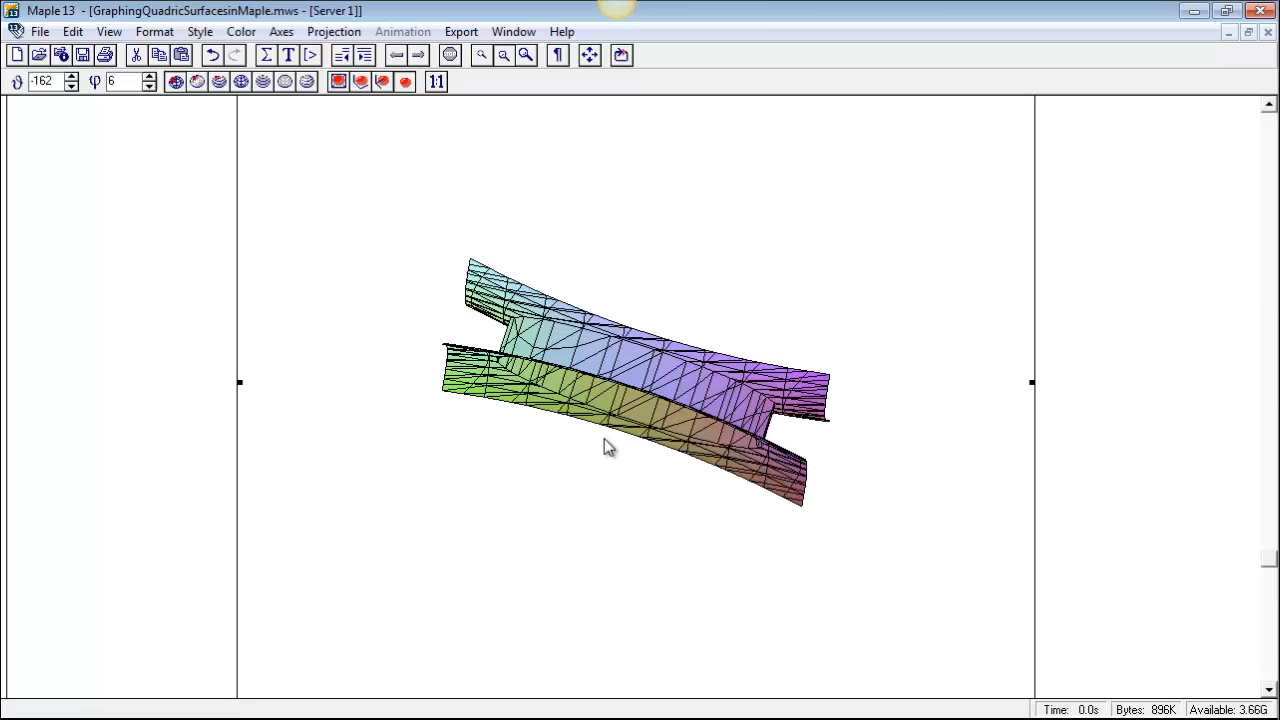 Maple 13 - [GraphingQuadricSurfacesinMaple.mws - [Server 1]]
File Edit View Format Style Color Axes Projection Animation Export Window Help
Σ T [> ¶
ϑ -162 φ 6 1:1
Time: 0.0s Bytes: 896K Available: 3.66G